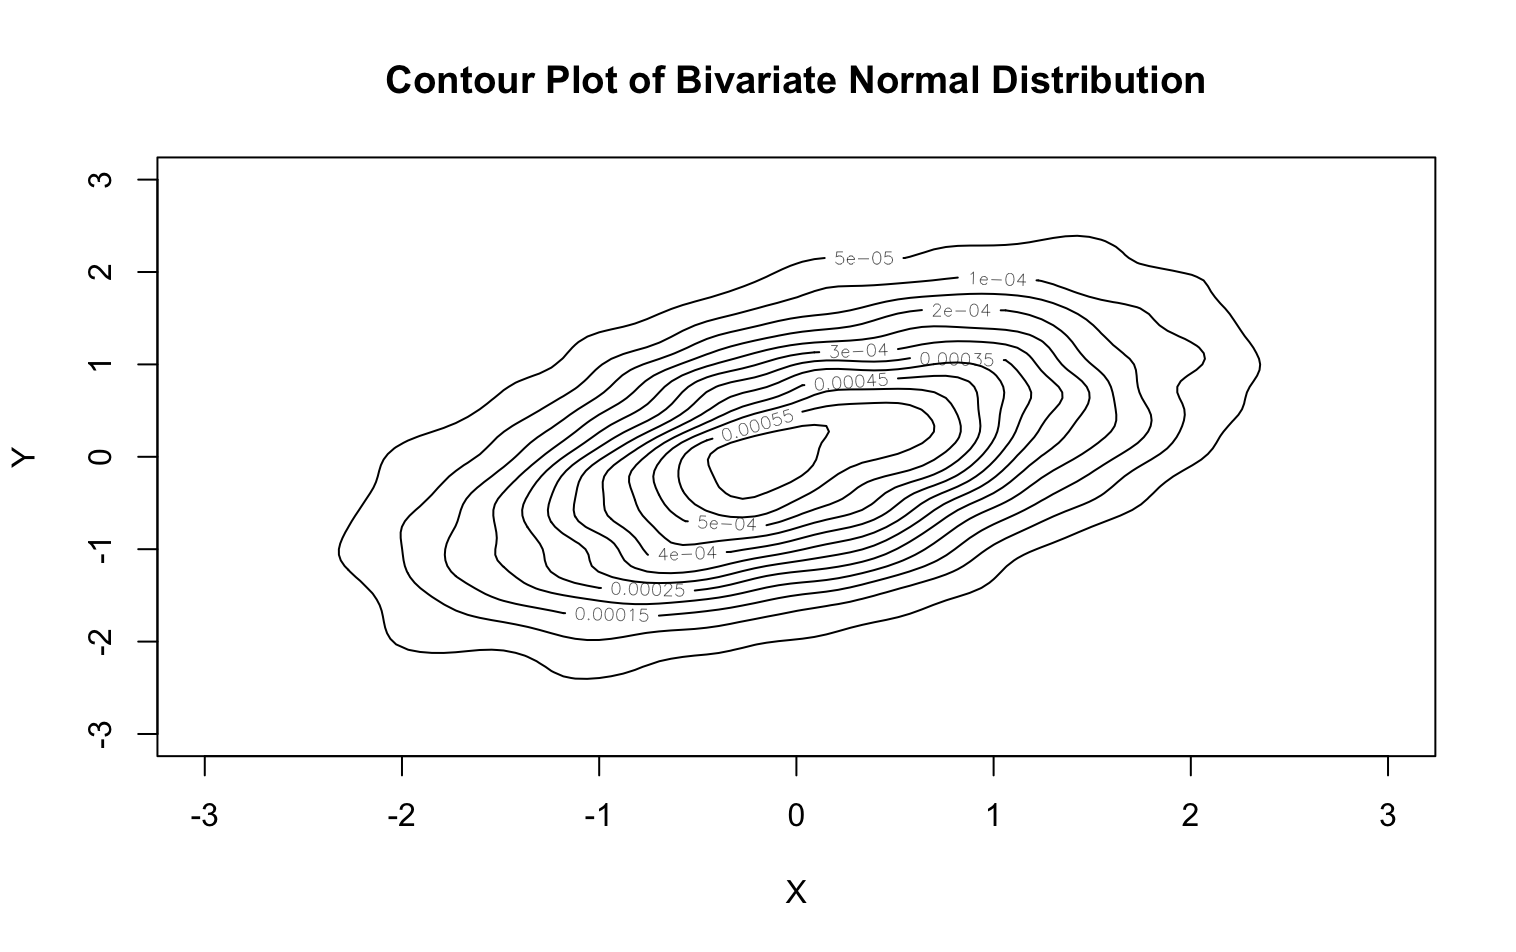 Contour Plot of Bivariate Normal Distribution
3
2
1
0
-1
-2
-3
Y
5e−05
1e−04
2e−04
3e−04
0.00035
0.00045
0.00055
5e−04
4e−04
0.00025
0.00015
-3 -2 -1 0 1 2 3
X